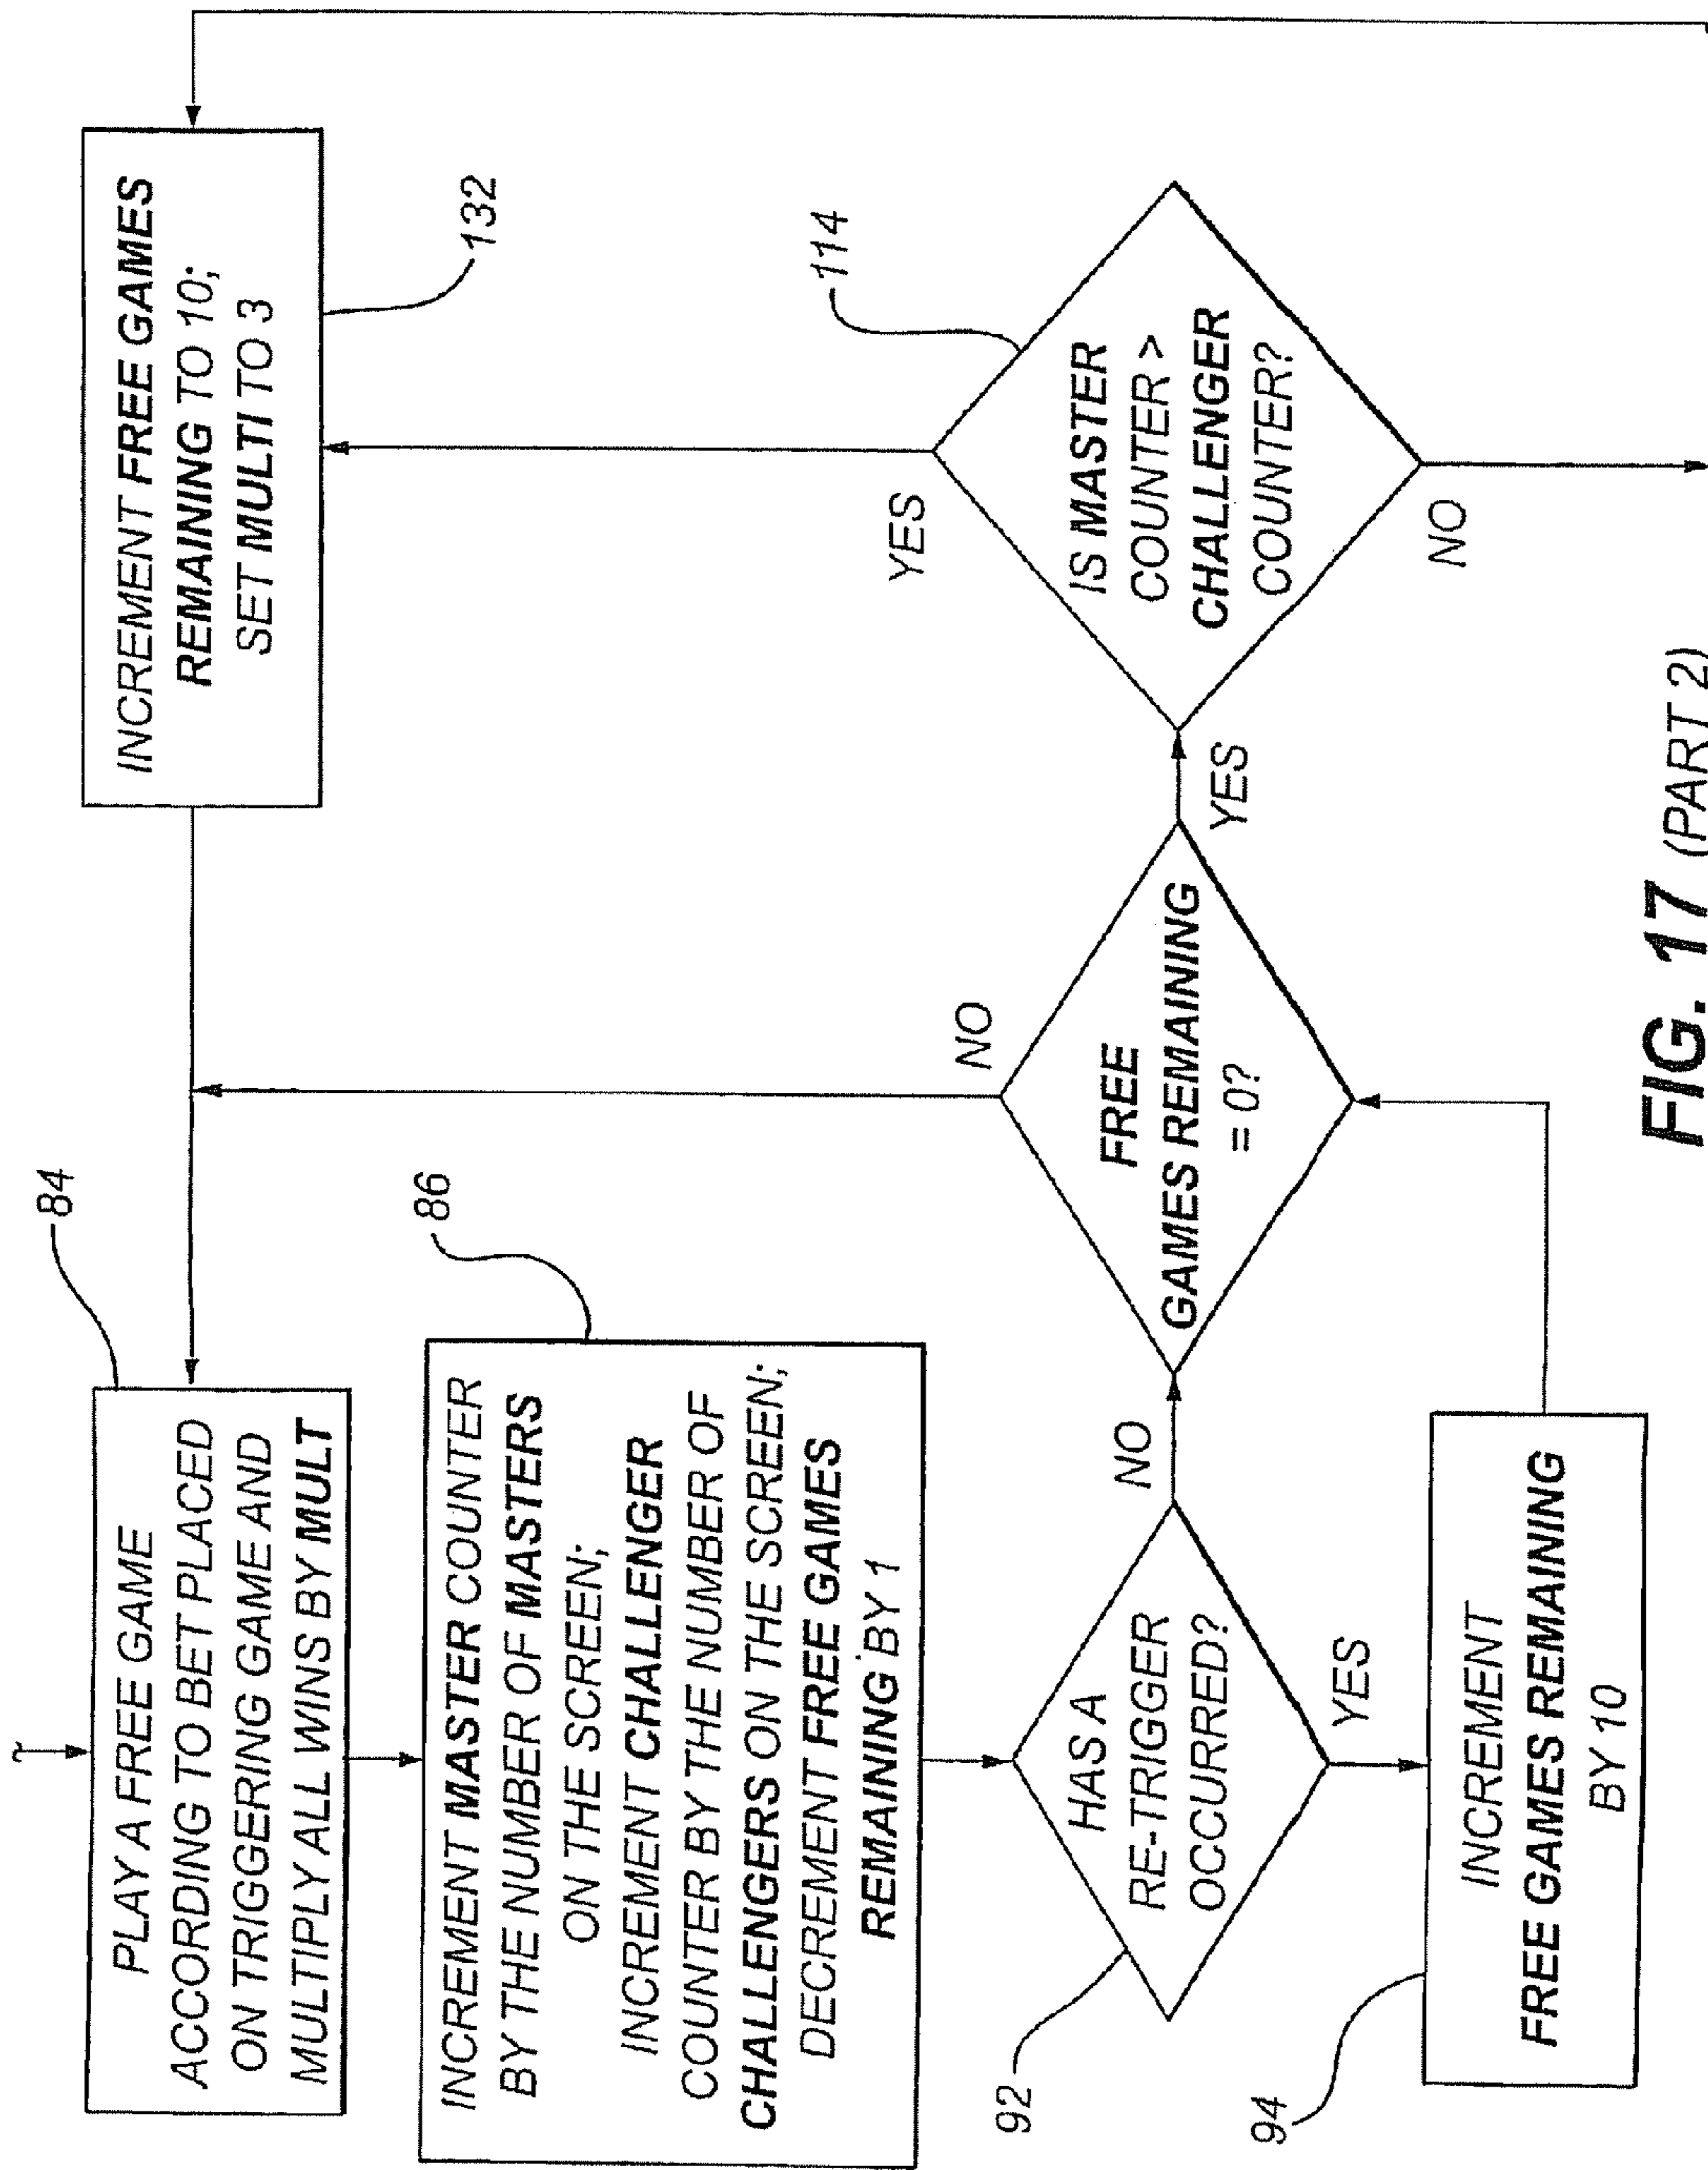 PLAY A FREE GAME
ACCORDING TO BET PLACED
ON TRIGGERING GAME AND
MULTIPLY ALL WINS BY MULT
84
INCREMENT MASTER COUNTER
BY THE NUMBER OF MASTERS
ON THE SCREEN;
INCREMENT CHALLENGER
COUNTER BY THE NUMBER OF
CHALLENGERS ON THE SCREEN;
DECREMENT FREE GAMES
REMAINING BY 1
86
HAS A
RE-TRIGGER
OCCURRED?
92
NO
YES
INCREMENT
FREE GAMES REMAINING
BY 10
94
FREE
GAMES REMAINING
= 0?
NO
YES
IS MASTER
COUNTER >
CHALLENGER
COUNTER?
114
YES
NO
INCREMENT FREE GAMES
REMAINING TO 10;
SET MULTI TO 3
132
FIG. 17 (PART 2)